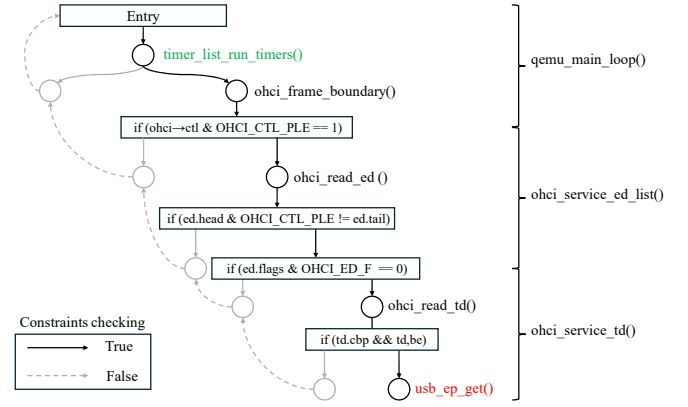 Entry
timer_list_run_timers()
qemu_main_loop()
ohci_frame_boundary()
if (ohci→ctl & OHCI_CTL_PLE == 1)
ohci_read_ed ()
ohci_service_ed_list()
if (ed.head & OHCI_CTL_PLE != ed.tail)
if (ed.flags & OHCI_ED_F == 0)
ohci_read_td()
ohci_service_td()
Constraints checking
if (td.cbp && td,be)
True
False
usb_ep_get()